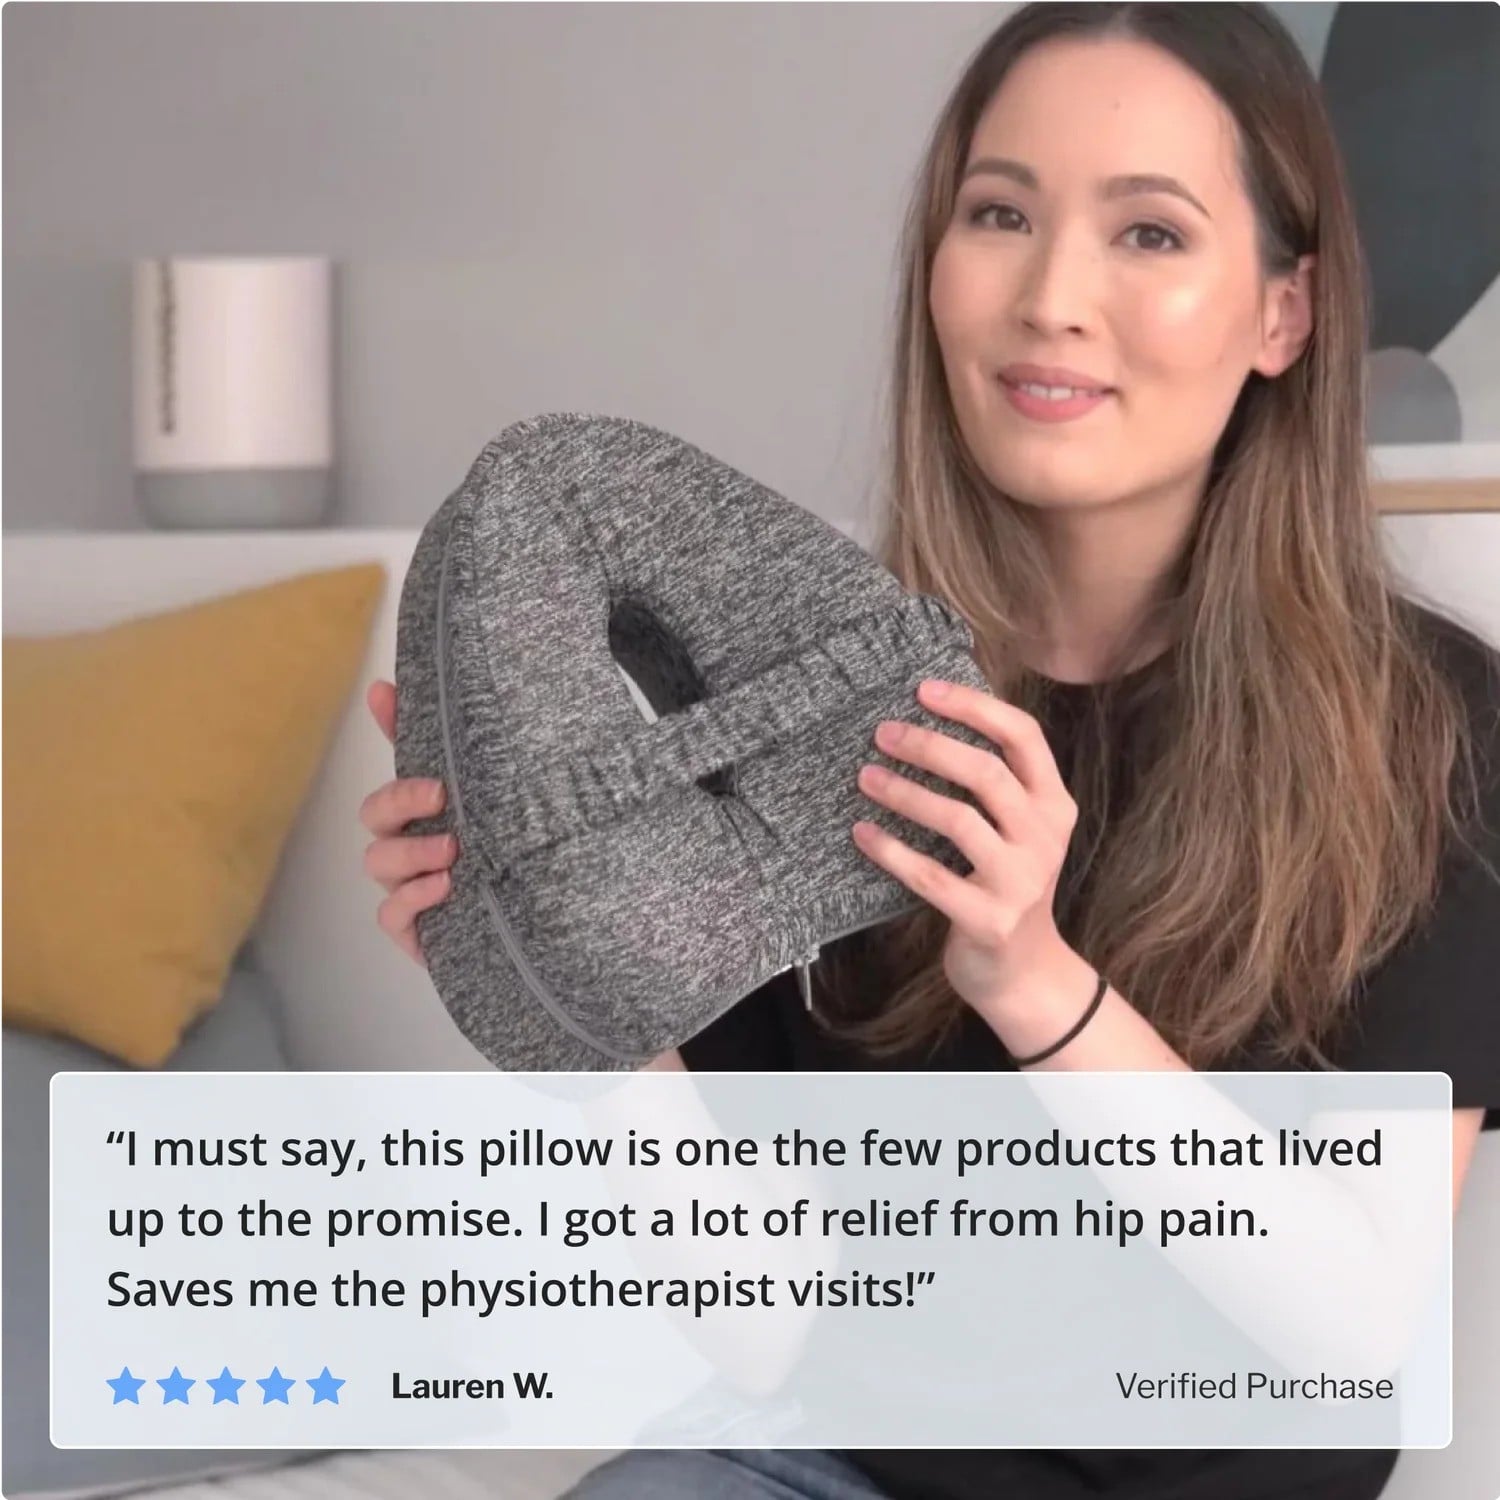 “I must say, this pillow is one the few products that lived
up to the promise. I got a lot of relief from hip pain.
Saves me the physiotherapist visits!”
Lauren W.
Verified Purchase